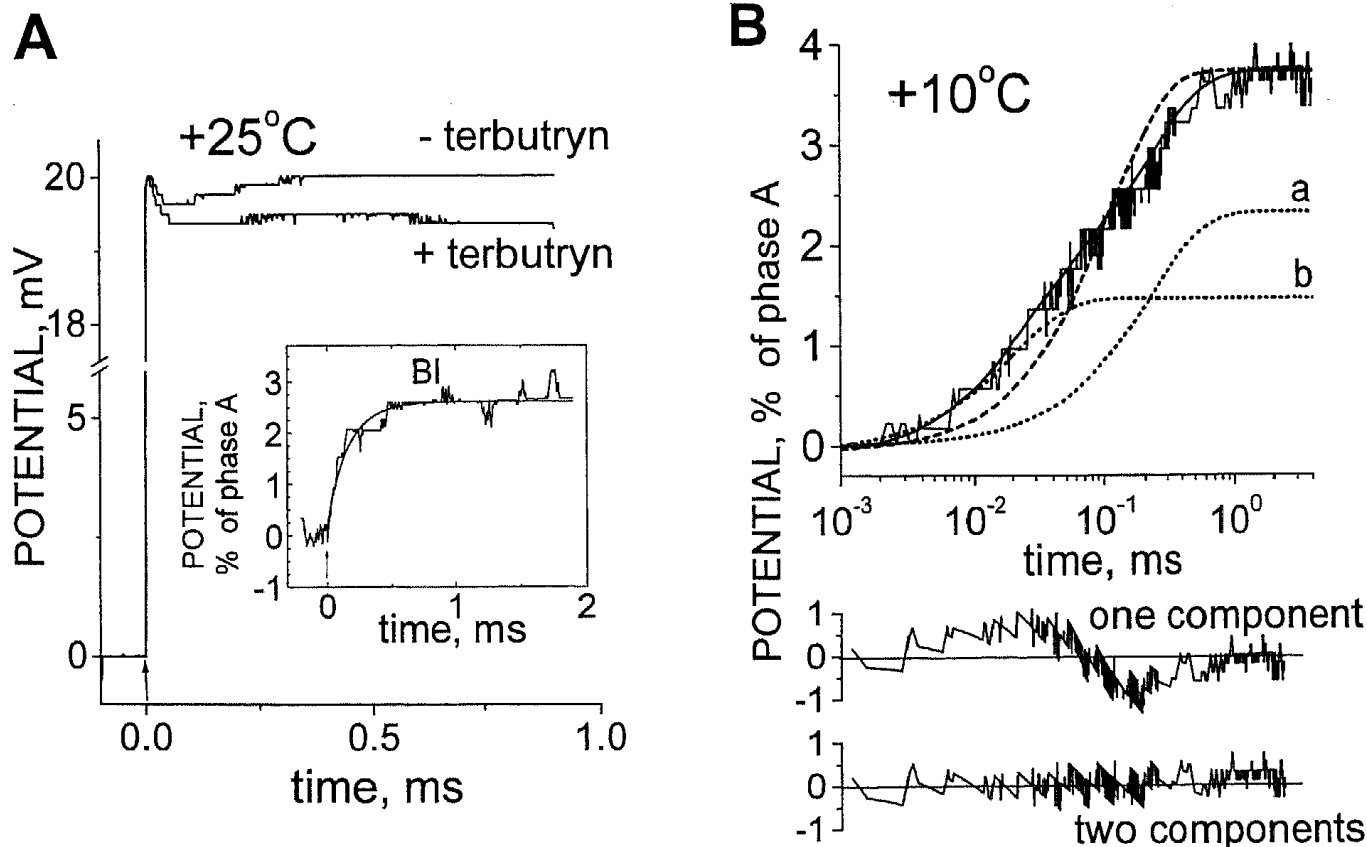 A
+25°C
- terbutryn
+ terbutryn
POTENTIAL, mV
20
18
5
0
0.0
0.5
1.0
time, ms
BI
POTENTIAL,
% of phase A
3
2
1
0
-1
0
1
2
time, ms
B
+10°C
POTENTIAL, % of phase A
4
3
2
1
0
a
b
10-3
10-2
10-1
100
time, ms
one component
1
0
-1
two components
1
0
-1